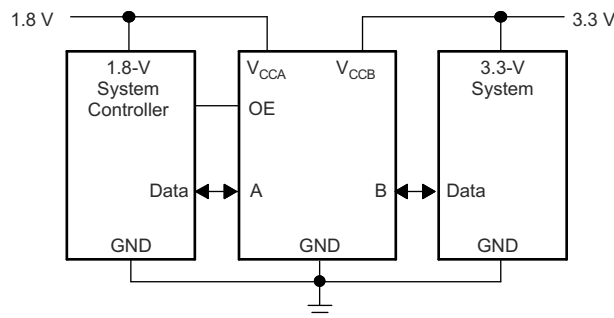 1.8 V
3.3 V
1.8-V
System
Controller
VCCA
VCCB
3.3-V
System
OE
Data
A
B
Data
GND
GND
GND